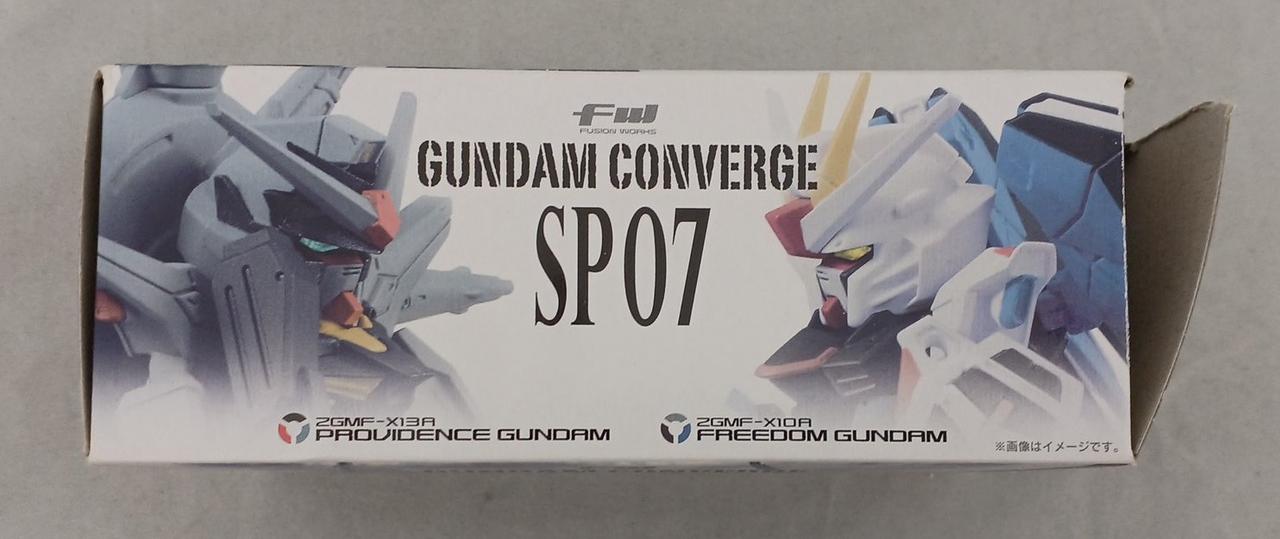 FW
FUSION WORKS
GUNDAM CONVERGE
SP07
ZGMF-X13A
PROVIDENCE GUNDAM
ZGMF-X10A
FREEDOM GUNDAM
※画像はイメージです。